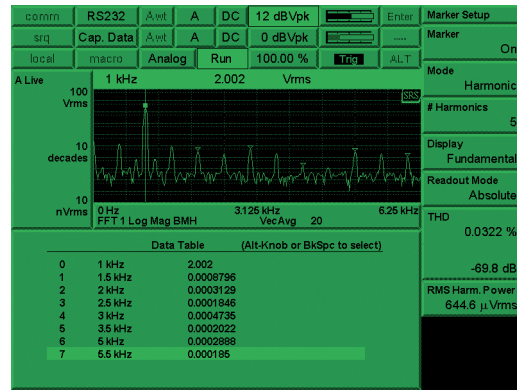 comm RS232 Awt A DC 12 dBVpk Enter
srq Cap. Data Awt A DC 0 dBVpk ----
local macro Analog Run 100.00 % Trig ALT
Marker Setup
Marker
On
Mode
Harmonic
# Harmonics
5
Display
Fundamental
Readout Mode
Absolute
THD
0.0322 %
-69.8 dB
RMS Harm. Power
644.6 µVrms
A Live
1 kHz 2.002 Vrms
100
Vrms
SRS
10
decades
10
nVrms
0 Hz 3.125 kHz 6.25 kHz
FFT 1 Log Mag BMH VecAvg 20
Data Table (Alt-Knob or BkSpc to select)
0 1 kHz 2.002
1 1.5 kHz 0.0008796
2 2 kHz 0.0003129
3 2.5 kHz 0.0001846
4 3 kHz 0.0004735
5 3.5 kHz 0.0002022
6 5 kHz 0.0002888
7 5.5 kHz 0.000185